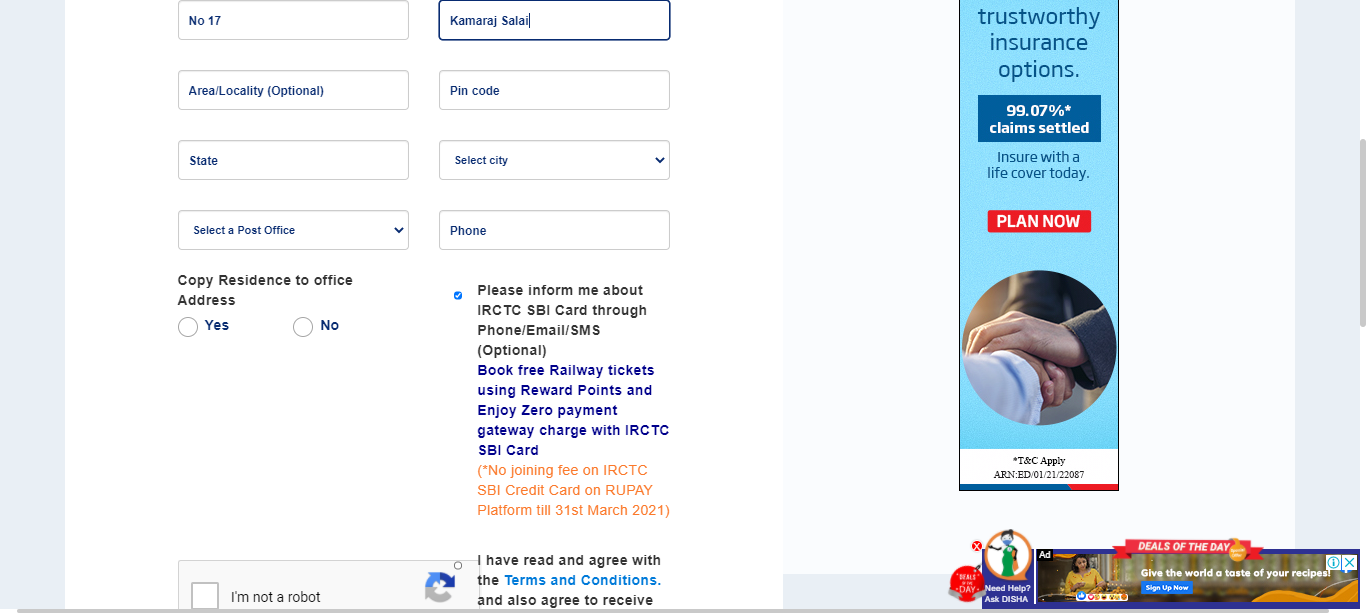 No 17
Kamaraj Salai
Area/Locality (Optional)
Pin code
State
Select city
Select a Post Office
Phone
Copy Residence to office
Address
Yes
No
Please inform me about
IRCTC SBI Card through
Phone/Email/SMS
(Optional)
Book free Railway tickets
using Reward Points and
Enjoy Zero payment
gateway charge with IRCTC
SBI Card
(*No joining fee on IRCTC
SBI Credit Card on RUPAY
Platform till 31st March 2021)
I have read and agree with
the Terms and Conditions.
and also agree to receive
I'm not a robot
trustworthy
insurance
options.
99.07%*
claims settled
Insure with a
life cover today.
PLAN NOW
*T&C Apply
ARN:ED/01/21/22087
DEALS OF THE DAY
Need Help?
Ask DISHA
Ad
DEALS OF THE DAY
Special Offer
Give the world a taste of your recipes!
Sign Up Now